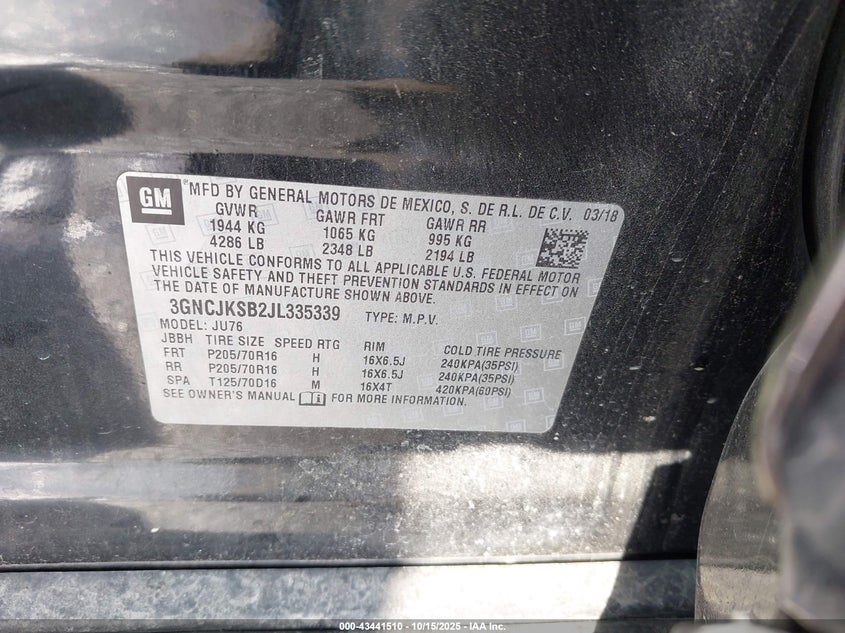 GM
MFD BY GENERAL MOTORS DE MEXICO, S. DE R.L. DE C.V. 03/18
GVWR GAWR FRT GAWR RR
1944 KG 1065 KG 995 KG
4286 LB 2348 LB 2194 LB
THIS VEHICLE CONFORMS TO ALL APPLICABLE U.S. FEDERAL MOTOR
VEHICLE SAFETY AND THEFT PREVENTION STANDARDS IN EFFECT ON
THE DATE OF MANUFACTURE SHOWN ABOVE.
3GNCJKSB2JL335339 TYPE: M.P.V.
MODEL: JU76
JBBH TIRE SIZE SPEED RTG RIM COLD TIRE PRESSURE
FRT P205/70R16 H 16X6.5J 240KPA(35PSI)
RR P205/70R16 H 16X6.5J 240KPA(35PSI)
SPA T125/70D16 M 16X4T 420KPA(60PSI)
SEE OWNER'S MANUAL FOR MORE INFORMATION.
000-43441510 - 10/15/2025 - IAA Inc.